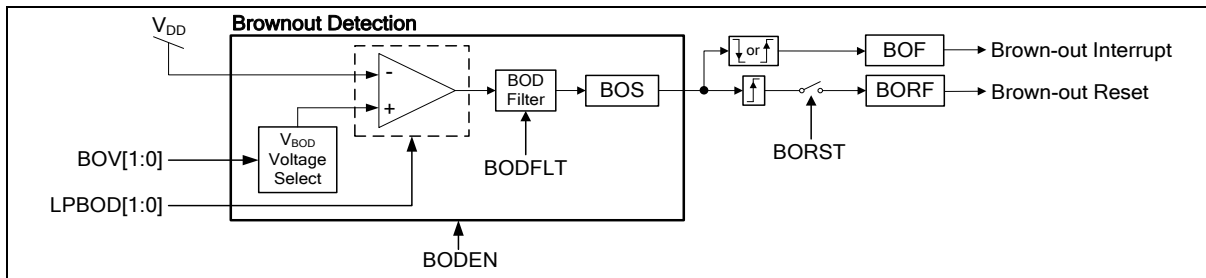 Brownout Detection
VDD
-
+
VBOD
Voltage
Select
BOD
Filter
BOS
or
BOF
Brown-out Interrupt
BORF
Brown-out Reset
BORST
BODFLT
BOV[1:0]
LPBOD[1:0]
BODEN